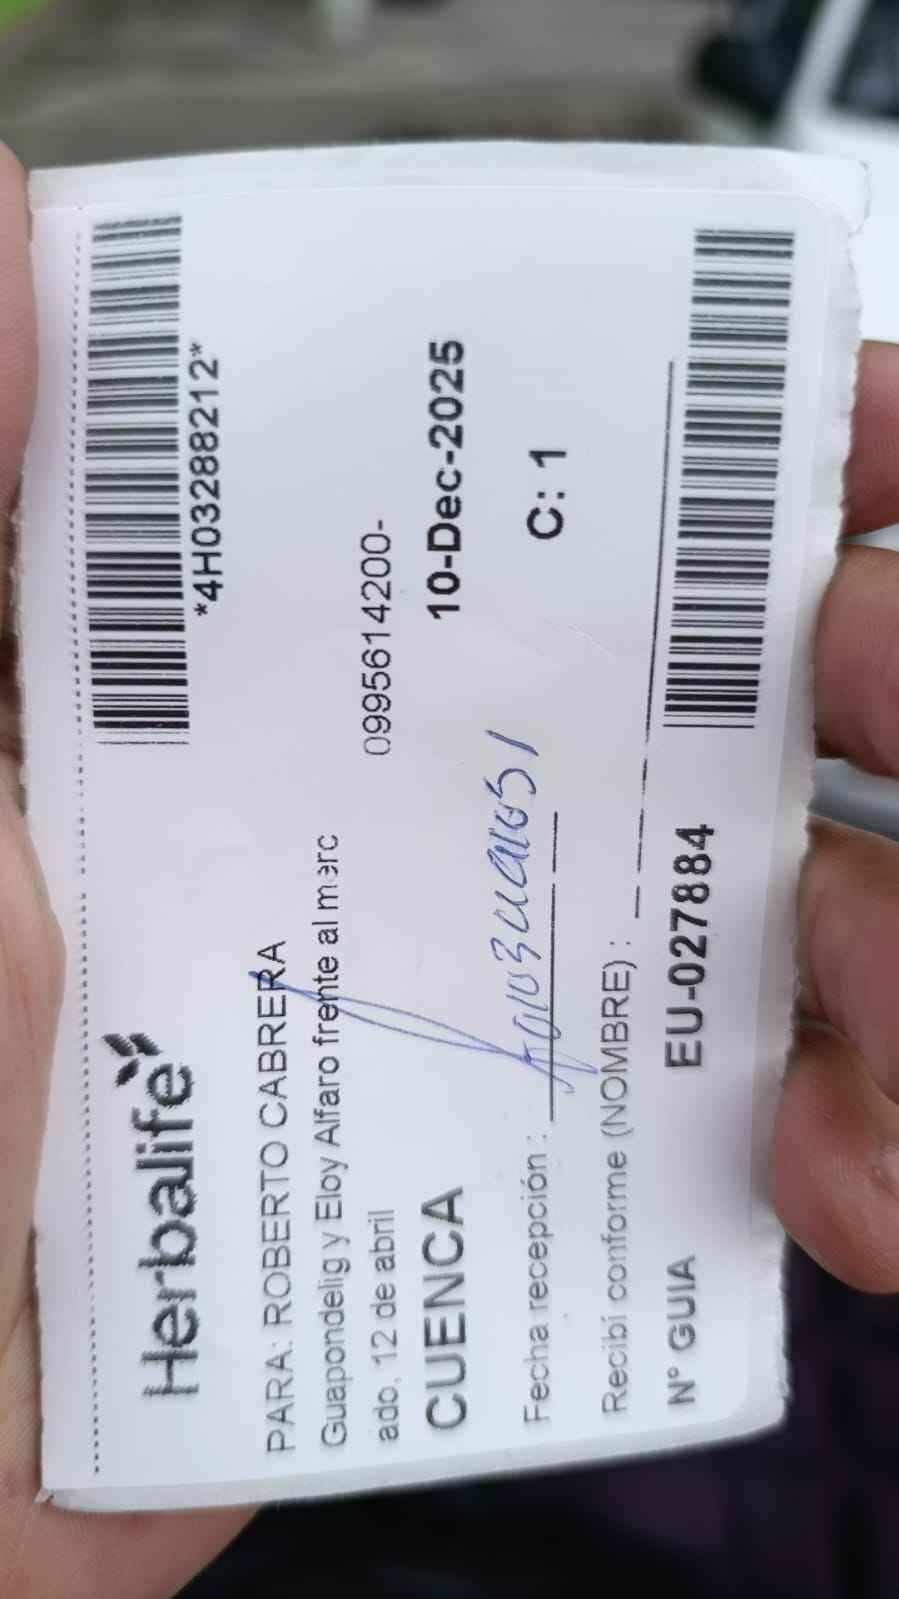 Herbalife
*4H03288212*
PARA: ROBERTO CABRERA
Guapondelig y Eloy Alfaro frente al merc
ado. 12 de abril
0995614200-
CUENCA
10-Dec-2025
Fecha recepción :
C: 1
Recibí conforme (NOMBRE) :
N° GUIA
EU-027884